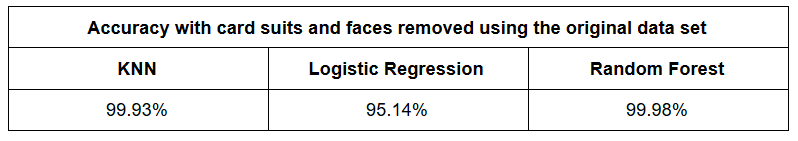 Accuracy with card suits and faces removed using the original data set
KNN Logistic Regression Random Forest
99.93% 95.14% 99.98%